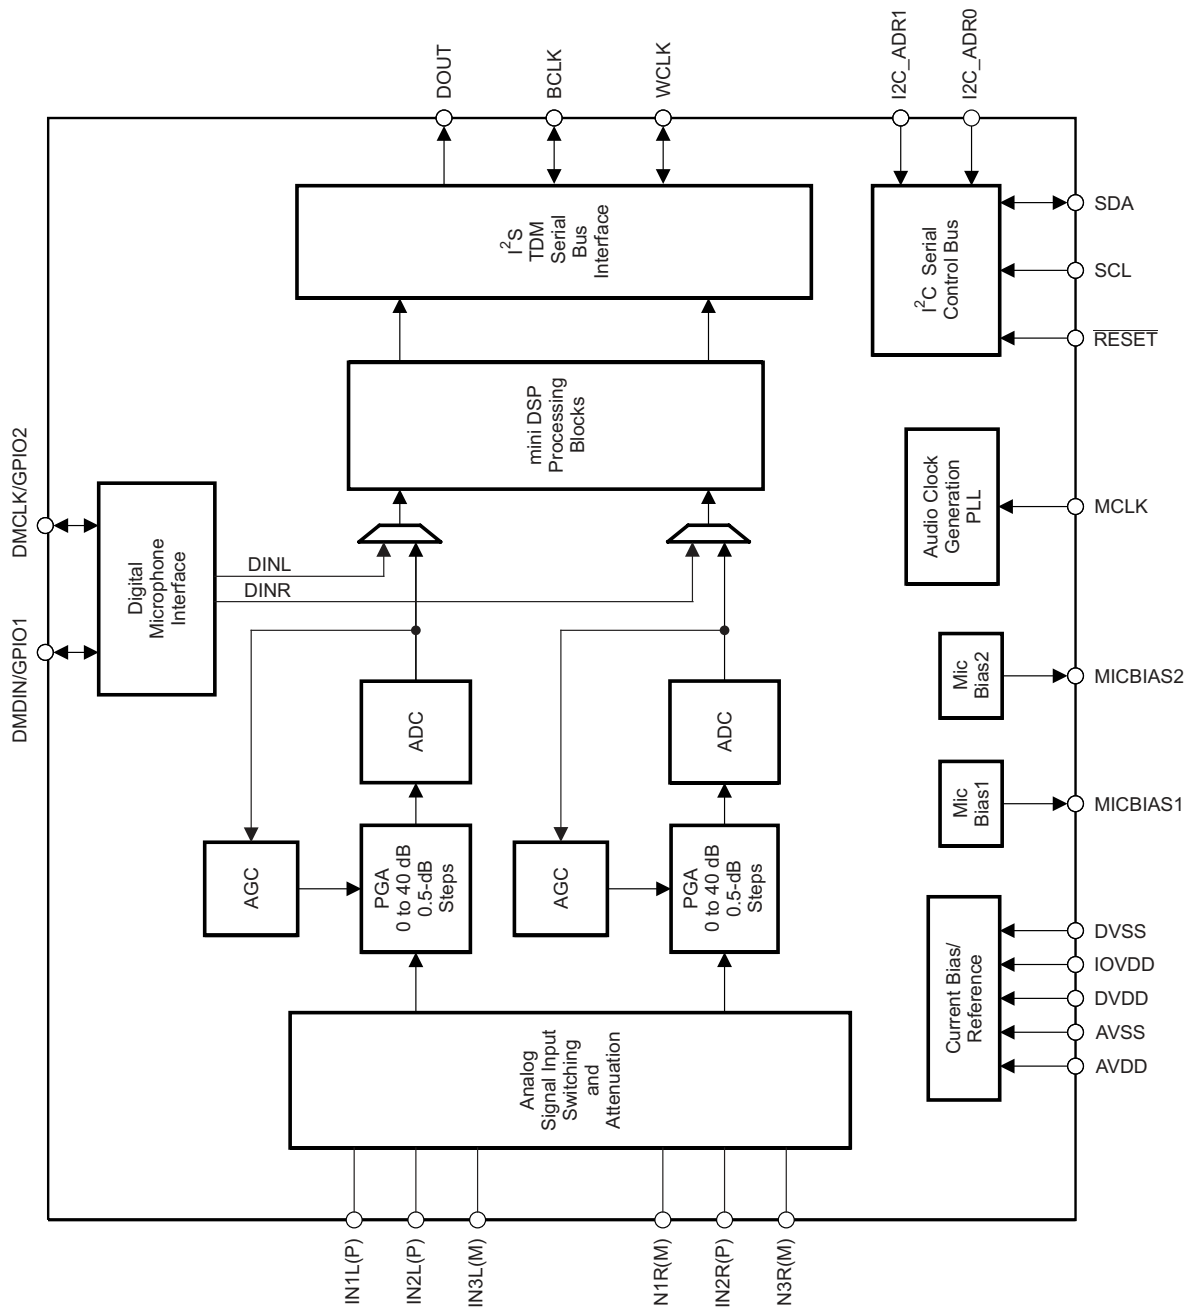 DOUT
BCLK
WCLK
I2C_ADR1
I2C_ADR0
I2S
TDM
Serial
Bus
Interface
I2C Serial
Control Bus
SDA
SCL
RESET
mini DSP
Processing
Blocks
DMCLK/GPIO2
DMDIN/GPIO1
Digital
Microphone
Interface
DINL
DINR
Audio Clock
Generation
PLL
MCLK
ADC
ADC
Mic
Bias2
MICBIAS2
Mic
Bias1
MICBIAS1
AGC
PGA
0 to 40 dB
0.5-dB
Steps
AGC
PGA
0 to 40 dB
0.5-dB
Steps
Current Bias/
Reference
DVSS
IOVDD
DVDD
AVSS
AVDD
Analog
Signal Input
Switching
and
Attenuation
IN1L(P)
IN2L(P)
IN3L(M)
N1R(M)
IN2R(P)
N3R(M)